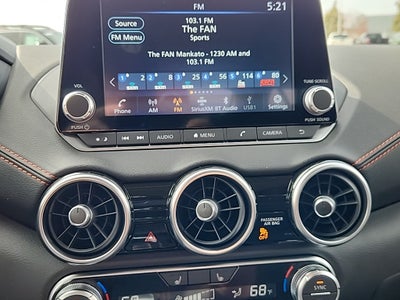 FM
5:21
Source
FM Menu
103.1 FM
The FAN
Sports
The FAN Mankato - 1230 AM and
103.1 FM
VOL
TUNE·SCROLL
Phone
AM
FM
SiriusXM
BT Audio
USB1
Settings
PUSH
PUSH SOUND
AUDIO
MENU
CAMERA
PASSENGER
AIR BAG
OFF
68°F
SYNC